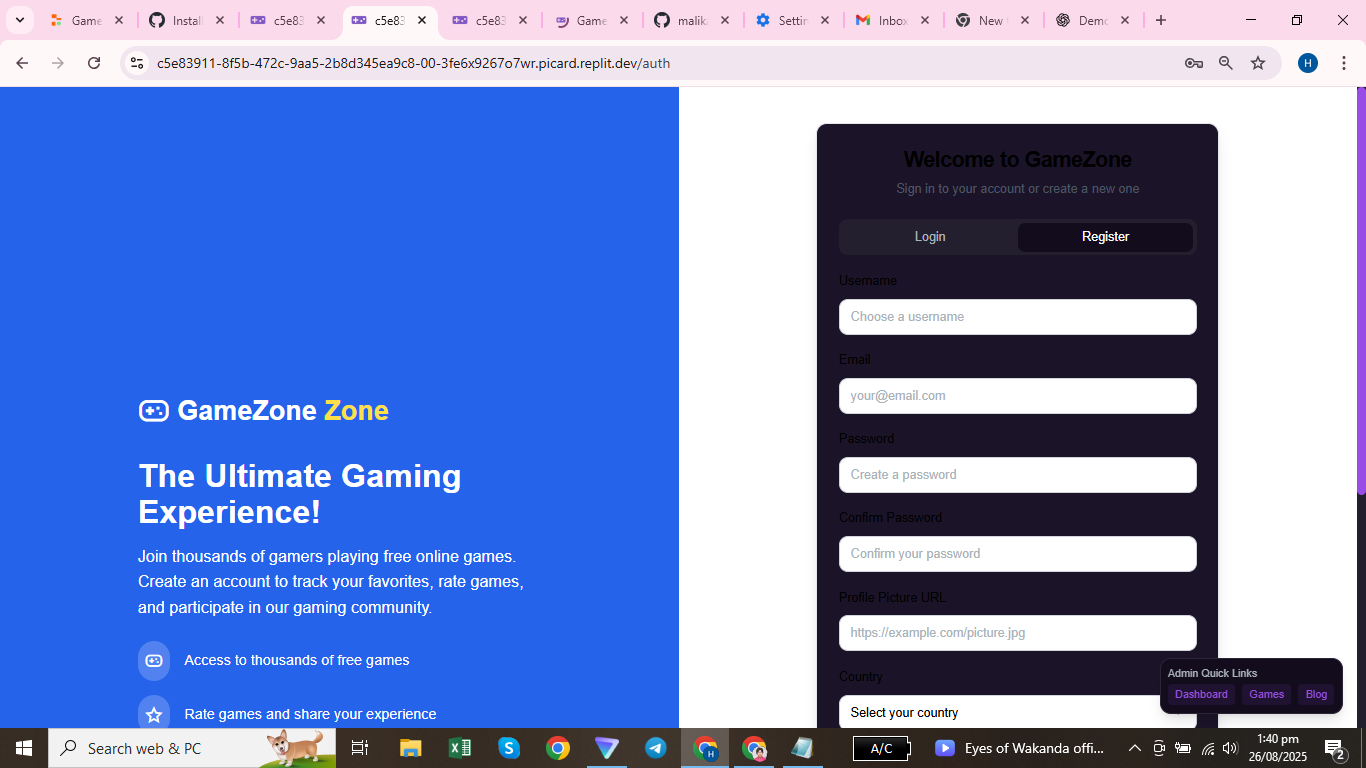 Game
Install
c5e83
c5e83
c5e83
Game
malik
Settin
Inbox
New
Demo
c5e83911-8f5b-472c-9aa5-2b8d345ea9c8-00-3fe6x9267o7wr.picard.replit.dev/auth
H
GameZone Zone
The Ultimate Gaming
Experience!
Join thousands of gamers playing free online games.
Create an account to track your favorites, rate games,
and participate in our gaming community.
Access to thousands of free games
Rate games and share your experience
Welcome to GameZone
Sign in to your account or create a new one
Login
Register
Username
Choose a username
Email
your@email.com
Password
Create a password
Confirm Password
Confirm your password
Profile Picture URL
https://example.com/picture.jpg
Country
Select your country
Admin Quick Links
Dashboard
Games
Blog
Search web & PC
H
A/C
Eyes of Wakanda offi...
1:40 pm
26/08/2025
2